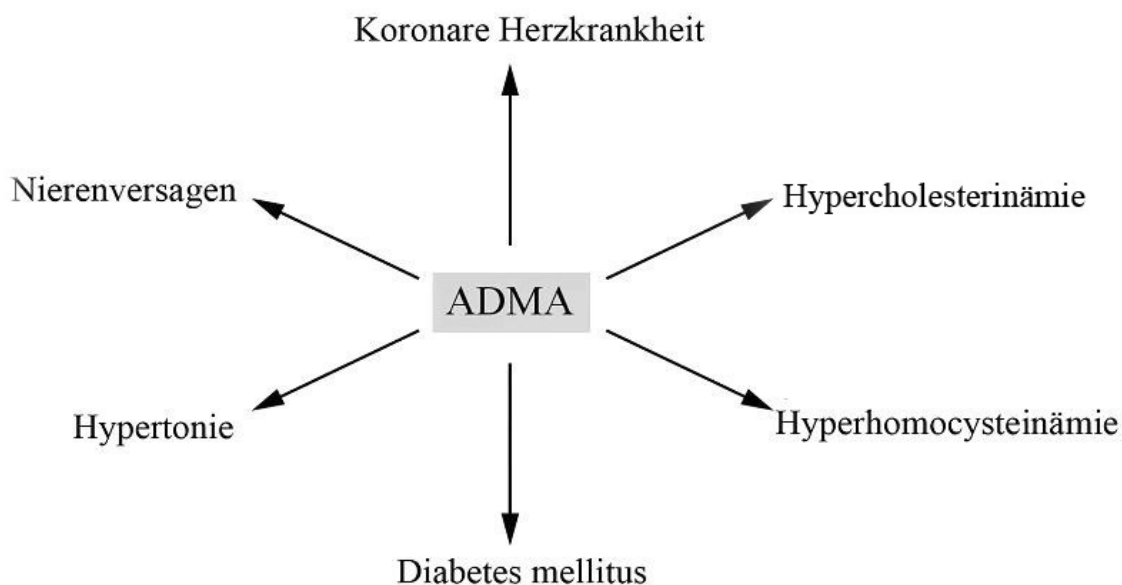 Koronare Herzkrankheit
Nierenversagen
Hypercholesterinämie
ADMA
Hypertonie
Hyperhomocysteinämie
Diabetes mellitus